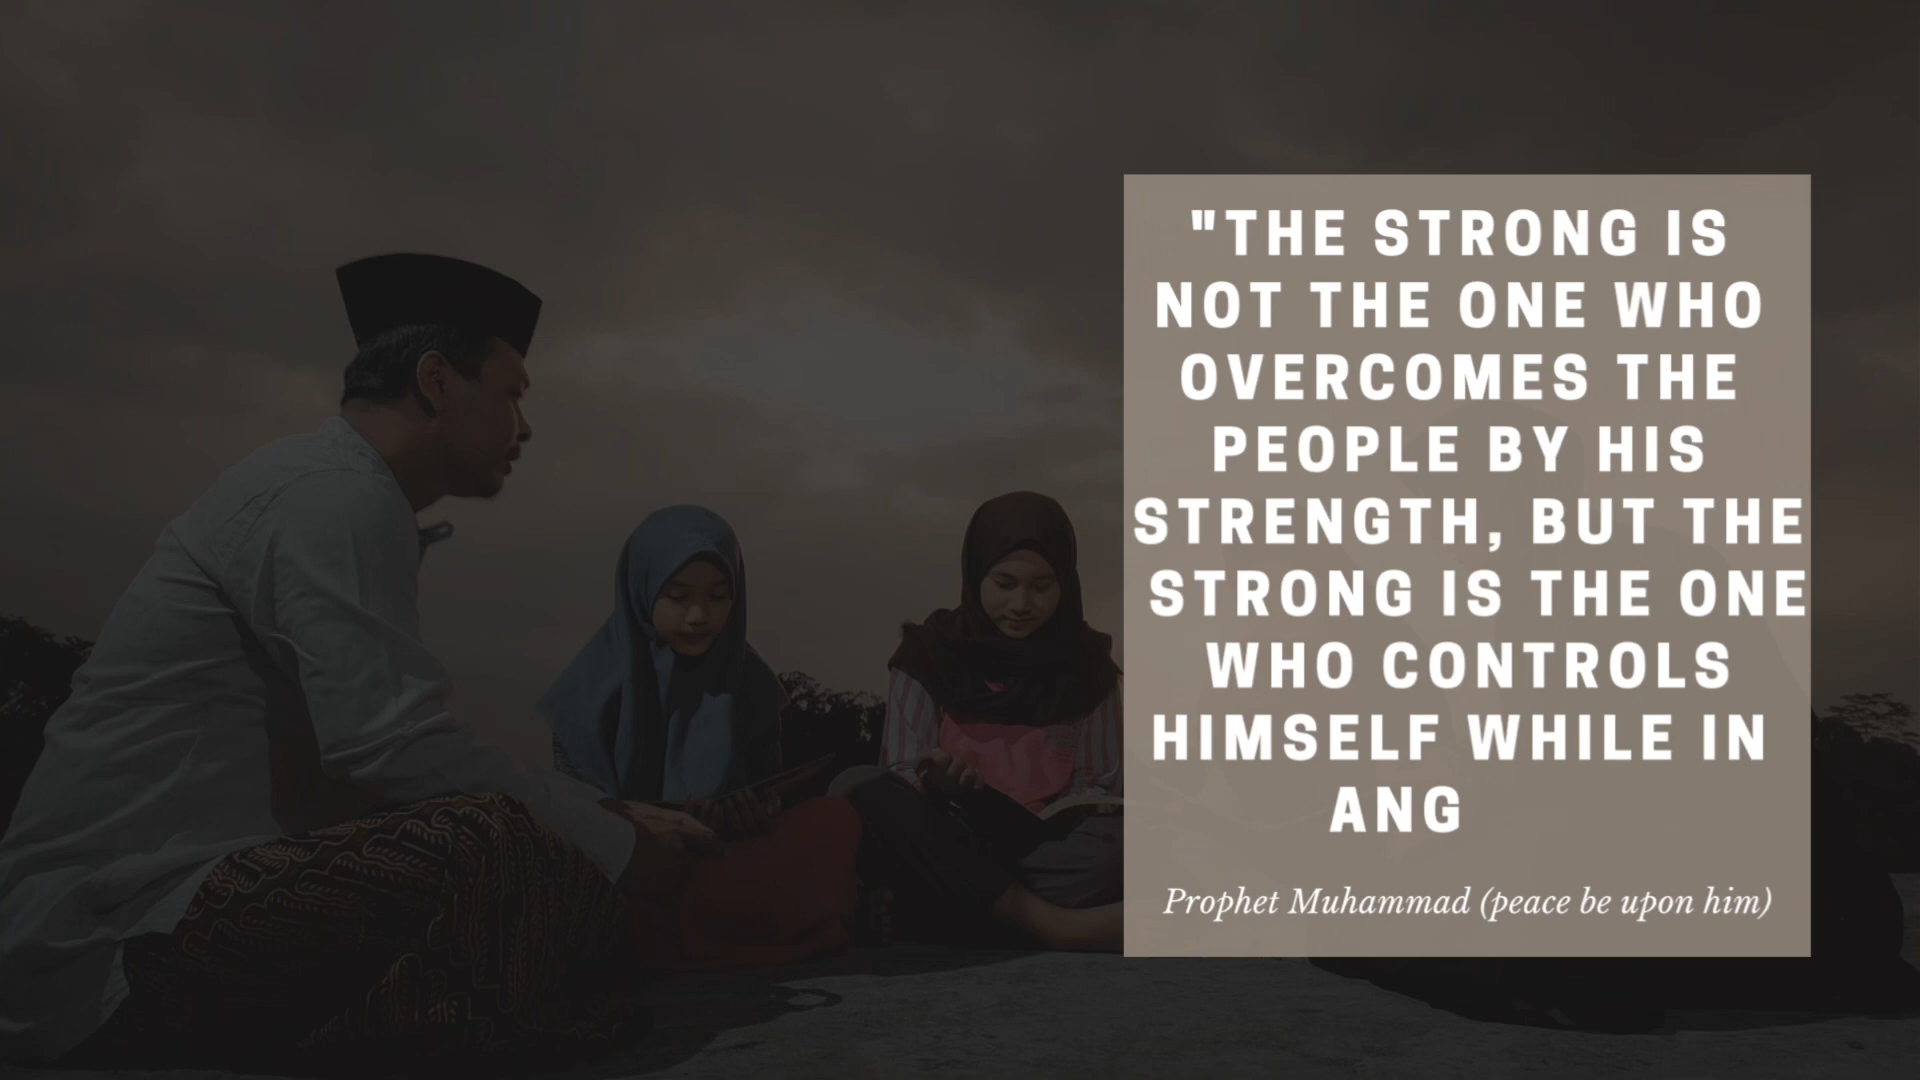 "THE STRONG IS
NOT THE ONE WHO
OVERCOMES THE
PEOPLE BY HIS
STRENGTH, BUT THE
STRONG IS THE ONE
WHO CONTROLS
HIMSELF WHILE IN
ANG
Prophet Muhammad (peace be upon him)